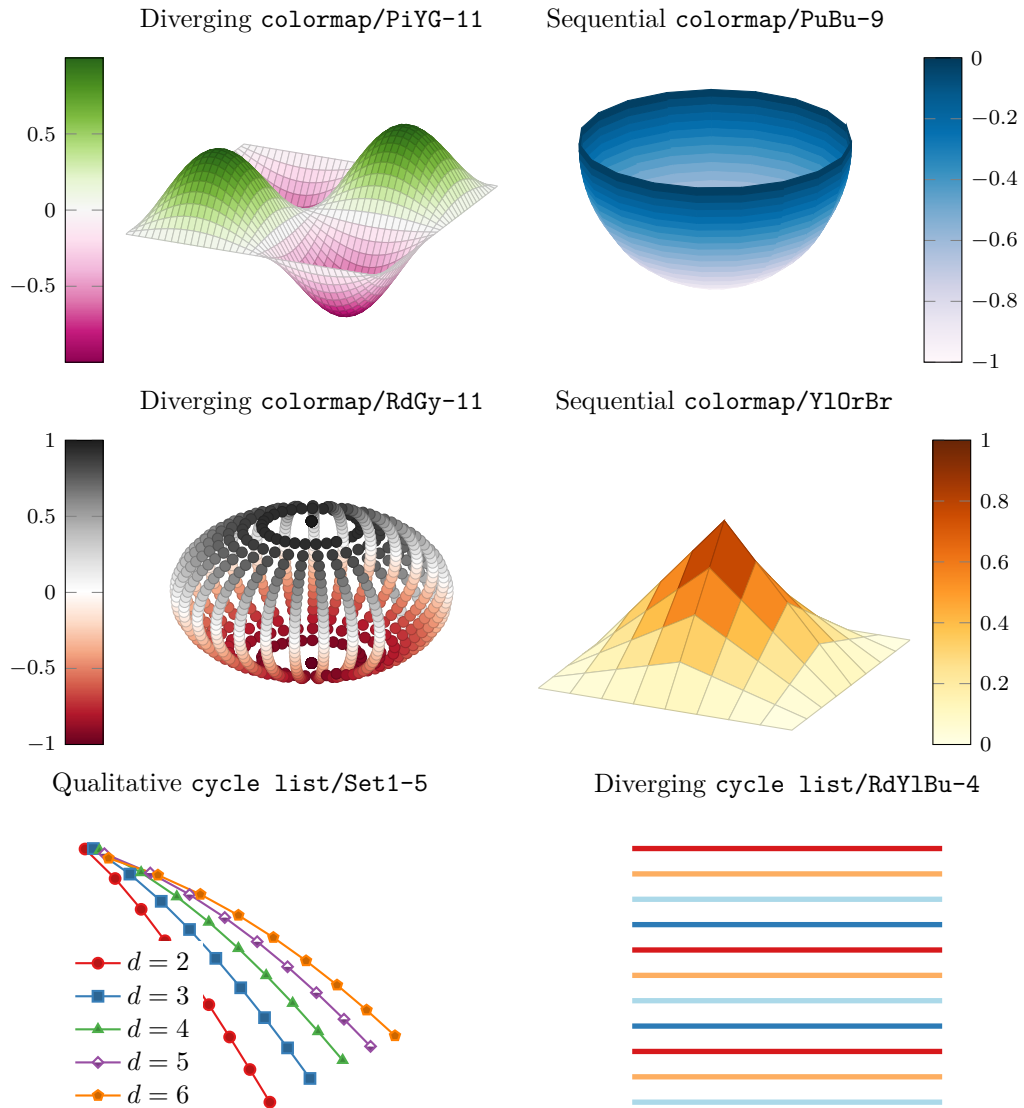 Diverging colormap/PiYG-11
Sequential colormap/PuBu-9
0.5
0
−0.5
0
−0.2
−0.4
−0.6
−0.8
−1
Diverging colormap/RdGy-11
Sequential colormap/YlOrBr
1
0.5
0
−0.5
−1
1
0.8
0.6
0.4
0.2
0
Qualitative cycle list/Set1-5
Diverging cycle list/RdYlBu-4
d = 2
d = 3
d = 4
d = 5
d = 6